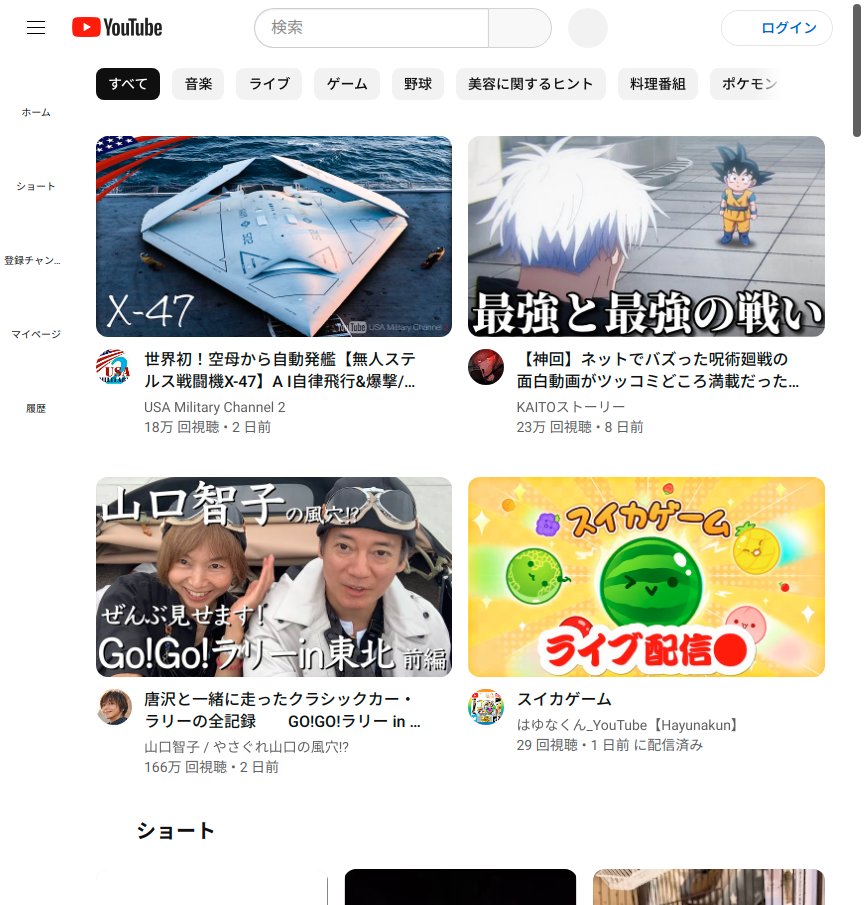 YouTube
検索
ログイン
すべて
音楽
ライブ
ゲーム
野球
美容に関するヒント
料理番組
ポケモン
ホーム
ショート
登録チャン...
マイページ
履歴
X-47
YouTube USA Military Channel
最強と最強の戦い
世界初！空母から自動発艦【無人ステ
ルス戦闘機X-47】A I自律飛行&爆撃/...
USA Military Channel 2
18万 回視聴・2 日前
【神回】ネットでバズった呪術廻戦の
面白動画がツッコミどころ満載だった...
KAITOストーリー
23万 回視聴・8 日前
山口智子の風穴!?
ぜんぶ見せます!
Go!Go!ラリーin東北 前編
スイカゲーム
ライブ配信
唐沢と一緒に走ったクラシックカー・
ラリーの全記録　　GO!GO!ラリー in ...
山口智子 / やさぐれ山口の風穴!?
166万 回視聴・2 日前
スイカゲーム
はゆなくん_YouTube【Hayunakun】
29 回視聴・1 日前 に配信済み
ショート